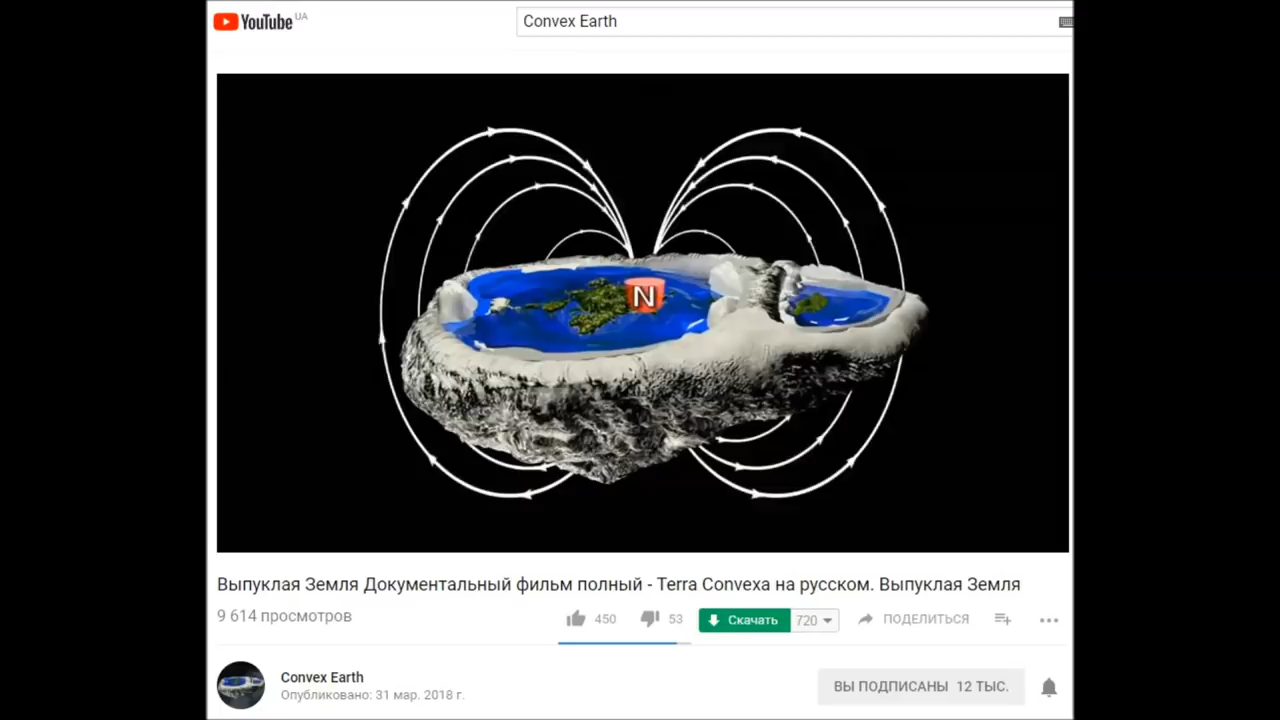 YouTube UA
Convex Earth
N
Выпуклая Земля Документальный фильм полный - Terra Convexa на русском. Выпуклая Земля
9 614 просмотров
450 53 Скачать 720 ПОДЕЛИТЬСЯ
Convex Earth
Опубликовано: 31 мар. 2018 г.
ВЫ ПОДПИСАНЫ 12 ТЫС.